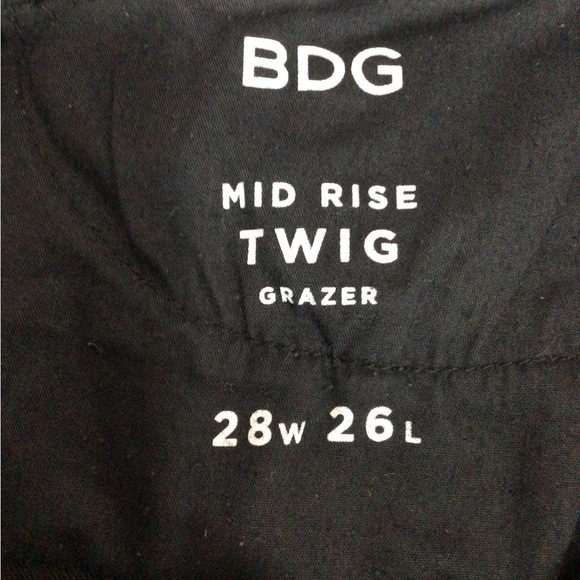 BDG
MID RISE
TWIG
GRAZER
28W 26L